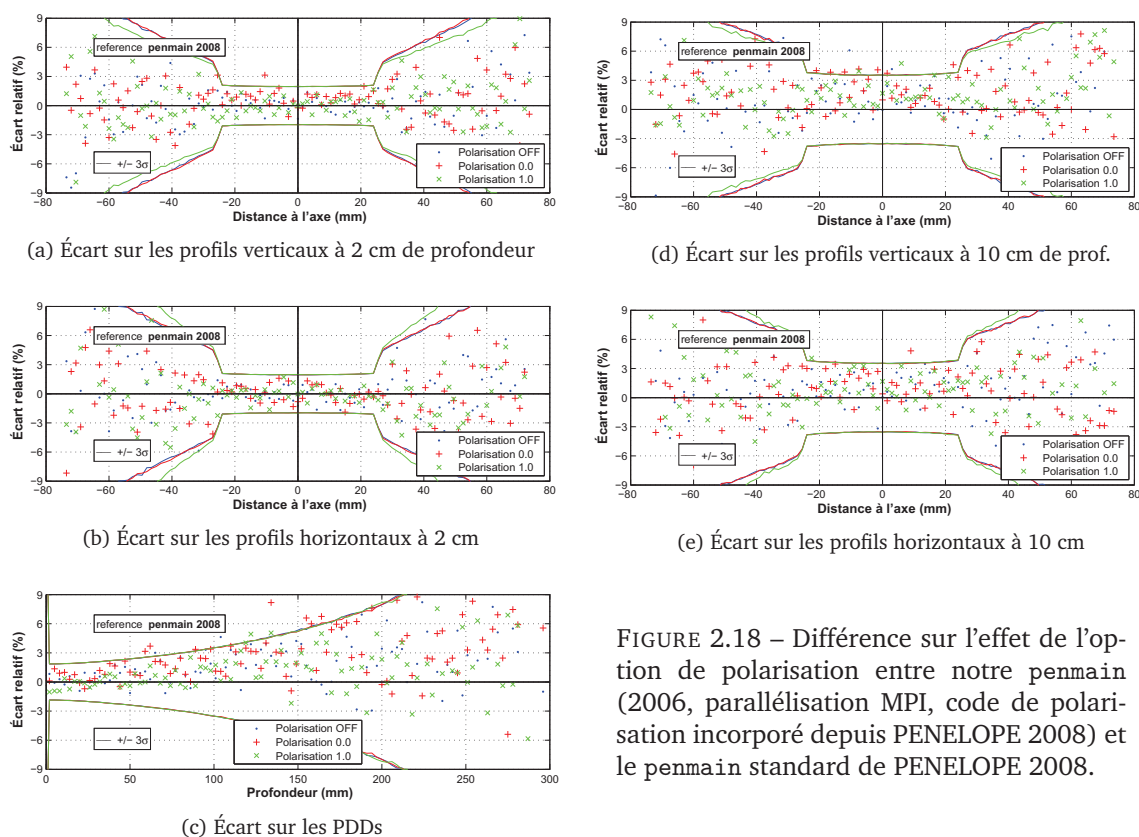 9
6
3
0
−3
−6
−9
Écart relatif (%)
reference penmain 2008
+/− 3σ
Polarisation OFF
Polarisation 0.0
Polarisation 1.0
−80 −60 −40 −20 0 20 40 60 80
Distance à l’axe (mm)
(a) Écart sur les profils verticaux à 2 cm de profondeur
9
6
3
0
−3
−6
−9
Écart relatif (%)
reference penmain 2008
+/− 3σ
Polarisation OFF
Polarisation 0.0
Polarisation 1.0
−80 −60 −40 −20 0 20 40 60 80
Distance à l’axe (mm)
(d) Écart sur les profils verticaux à 10 cm de prof.
9
6
3
0
−3
−6
−9
Écart relatif (%)
reference penmain 2008
+/− 3σ
Polarisation OFF
Polarisation 0.0
Polarisation 1.0
−80 −60 −40 −20 0 20 40 60 80
Distance à l’axe (mm)
(b) Écart sur les profils horizontaux à 2 cm
9
6
3
0
−3
−6
−9
Écart relatif (%)
reference penmain 2008
+/− 3σ
Polarisation OFF
Polarisation 0.0
Polarisation 1.0
−80 −60 −40 −20 0 20 40 60 80
Distance à l’axe (mm)
(e) Écart sur les profils horizontaux à 10 cm
9
6
3
0
−3
−6
−9
Écart relatif (%)
reference penmain 2008
+/− 3σ
Polarisation OFF
Polarisation 0.0
Polarisation 1.0
0 50 100 150 200 250 300
Profondeur (mm)
(c) Écart sur les PDDs
FIGURE 2.18 – Différence sur l’effet de l’op-
tion de polarisation entre notre penmain
(2006, parallélisation MPI, code de polari-
sation incorporé depuis PENELOPE 2008) et
le penmain standard de PENELOPE 2008.